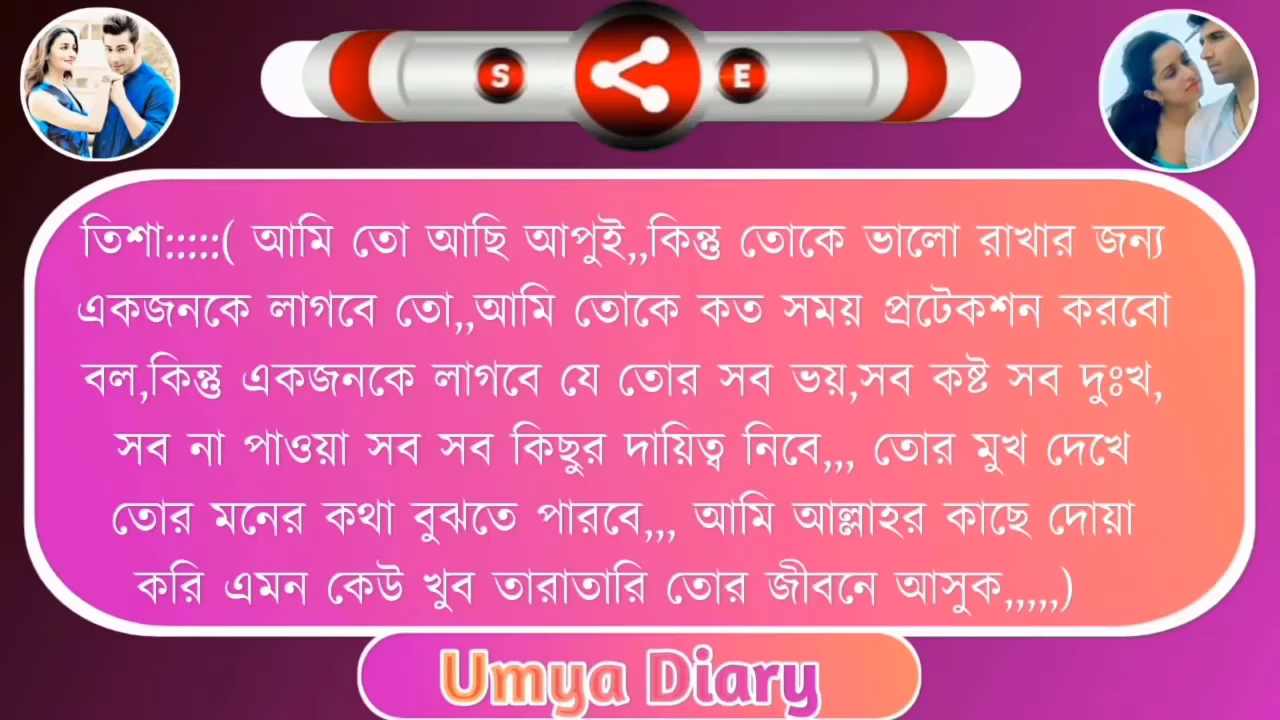 S E
তিশা:::::( আমি তো আছি আপুই,,কিন্তু তোকে ভালো রাখার জন্য
একজনকে লাগবে তো,,আমি তোকে কত সময় প্রটেকশন করবো
বল,কিন্তু একজনকে লাগবে যে তোর সব ভয়,সব কষ্ট সব দুঃখ,
সব না পাওয়া সব সব কিছুর দায়িত্ব নিবে,,, তোর মুখ দেখে
তোর মনের কথা বুঝতে পারবে,,, আমি আল্লাহর কাছে দোয়া
করি এমন কেউ খুব তারাতারি তোর জীবনে আসুক,,,,,)
Umya Diary